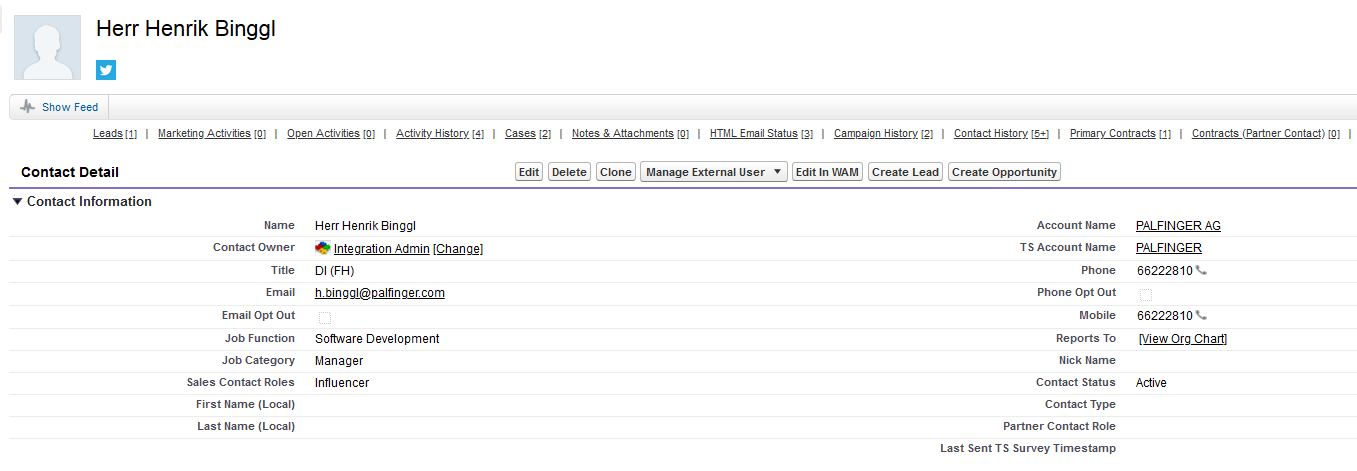 Herr Henrik Binggl
Show Feed
Leads [1] | Marketing Activities [0] | Open Activities [0] | Activity History [4] | Cases [2] | Notes & Attachments [0] | HTML Email Status [3] | Campaign History [2] | Contact History [5+] | Primary Contracts [1] | Contracts (Partner Contact) [0] |
Contact Detail Edit Delete Clone Manage External User Edit In WAM Create Lead Create Opportunity
Contact Information
Name Herr Henrik Binggl Account Name PALFINGER AG
Contact Owner Integration Admin [Change] TS Account Name PALFINGER
Title DI (FH) Phone 66222810
Email h.binggl@palfinger.com Phone Opt Out
Email Opt Out Mobile 66222810
Job Function Software Development Reports To [View Org Chart]
Job Category Manager Nick Name
Sales Contact Roles Influencer Contact Status Active
First Name (Local) Contact Type
Last Name (Local) Partner Contact Role
Last Sent TS Survey Timestamp